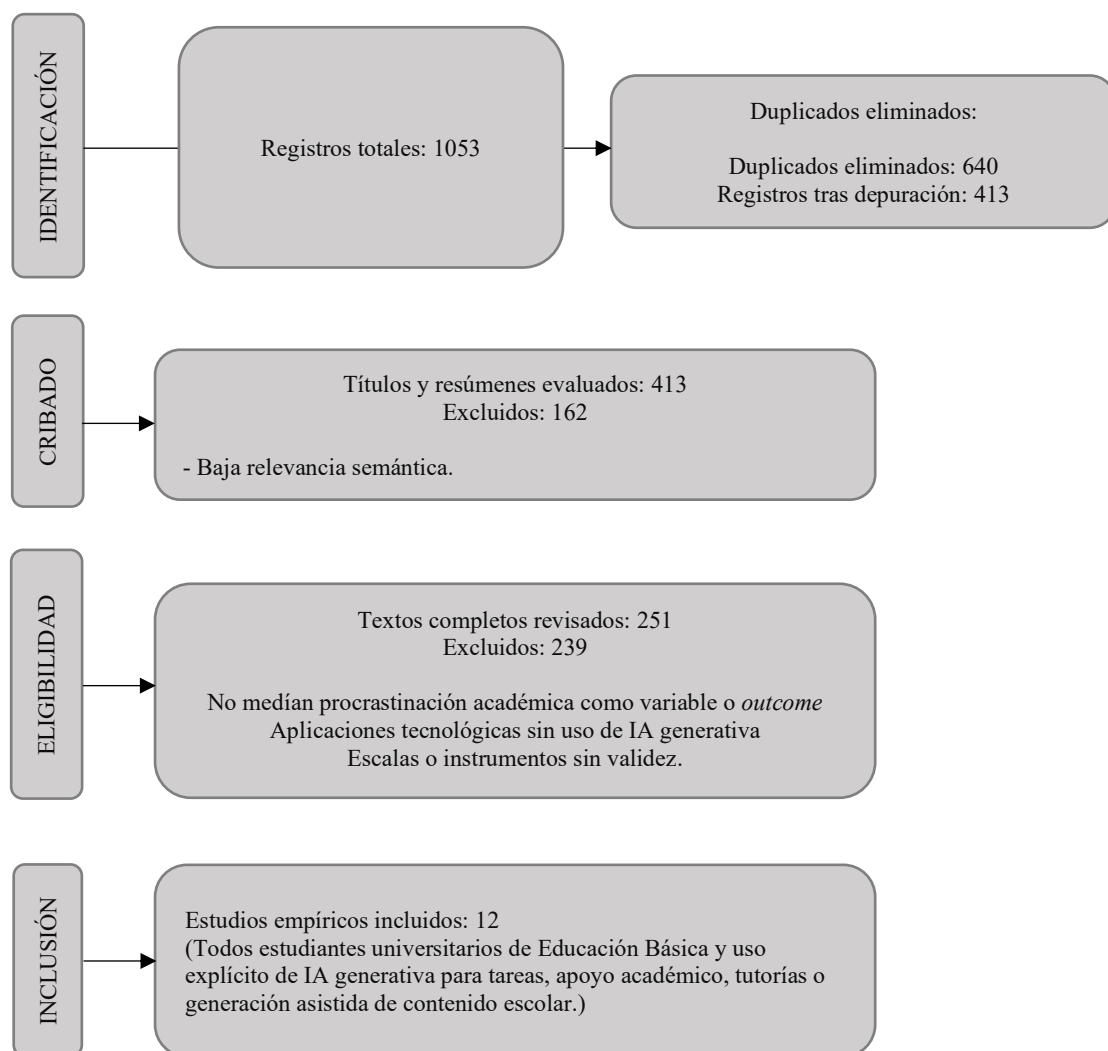 IDENTIFICACIÓN
Registros totales: 1053
Duplicados eliminados:
Duplicados eliminados: 640
Registros tras depuración: 413
CRIBADO
Títulos y resúmenes evaluados: 413
Excluidos: 162
- Baja relevancia semántica.
ELIGIBILIDAD
Textos completos revisados: 251
Excluidos: 239
No medían procrastinación académica como variable o outcome
Aplicaciones tecnológicas sin uso de IA generativa
Escalas o instrumentos sin validez.
INCLUSIÓN
Estudios empíricos incluidos: 12
(Todos estudiantes universitarios de Educación Básica y uso
explícito de IA generativa para tareas, apoyo académico, tutorías o
generación asistida de contenido escolar.)